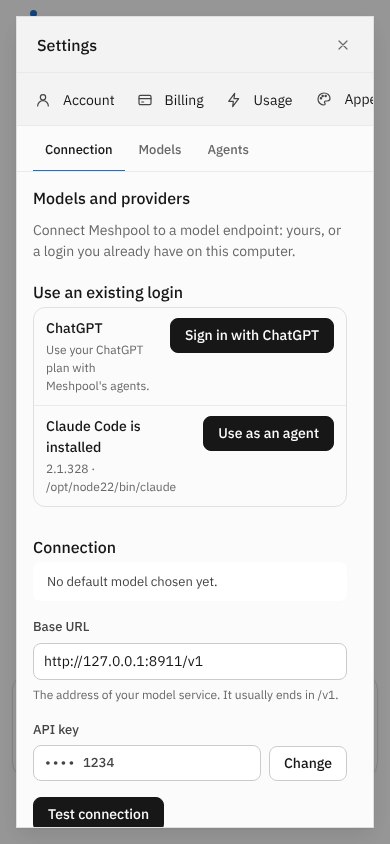 Settings
Account Billing Usage Appe
Connection Models Agents
Models and providers
Connect Meshpool to a model endpoint: yours, or
a login you already have on this computer.
Use an existing login
ChatGPT
Use your ChatGPT
plan with
Meshpool's agents.
Sign in with ChatGPT
Claude Code is
installed
2.1.328 ·
/opt/node22/bin/claude
Use as an agent
Connection
No default model chosen yet.
Base URL
http://127.0.0.1:8911/v1
The address of your model service. It usually ends in /v1.
API key
•••• 1234
Change
Test connection